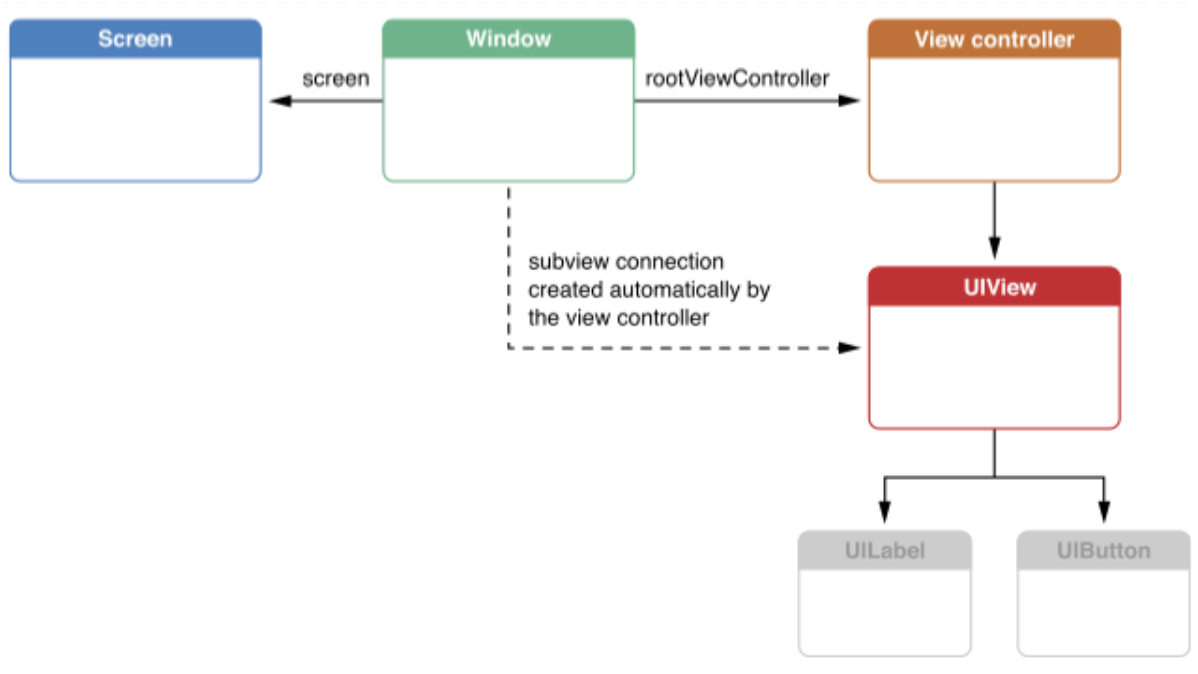 Screen
Window
View controller
screen
rootViewController
subview connection
created automatically by
the view controller
UIView
UILabel
UIButton